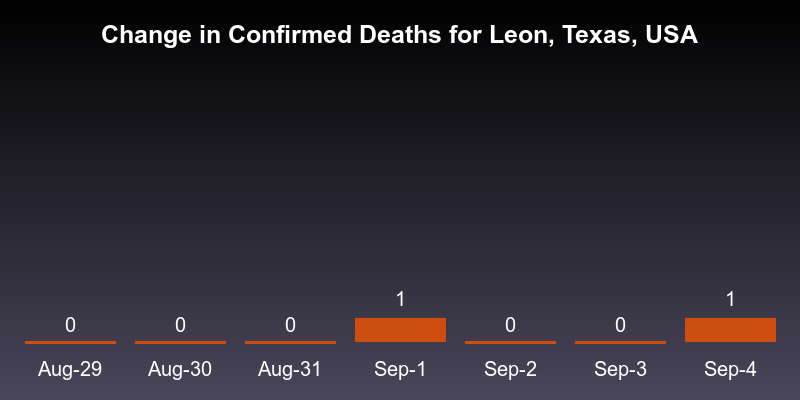 Change in Confirmed Deaths for Leon, Texas, USA
0 0 0 1 0 0 1
Aug-29 Aug-30 Aug-31 Sep-1 Sep-2 Sep-3 Sep-4